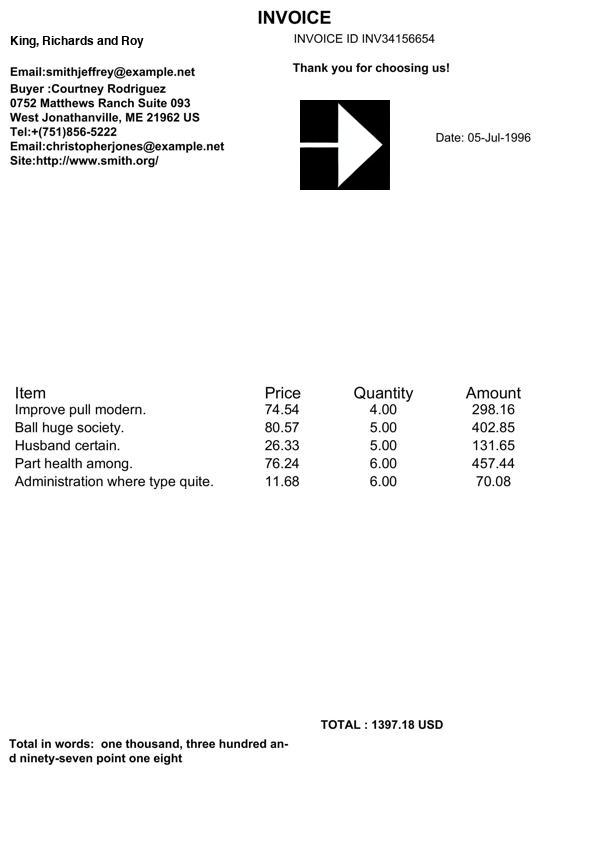 INVOICE
King, Richards and Roy
INVOICE ID INV34156654
Email:smithjeffrey@example.net
Thank you for choosing us!
Buyer :Courtney Rodriguez
0752 Matthews Ranch Suite 093
West Jonathanville, ME 21962 US
Tel:+(751)856-5222
Email:christopherjones@example.net
Site:http://www.smith.org/
Date: 05-Jul-1996
Item Price Quantity Amount
Improve pull modern. 74.54 4.00 298.16
Ball huge society. 80.57 5.00 402.85
Husband certain. 26.33 5.00 131.65
Part health among. 76.24 6.00 457.44
Administration where type quite. 11.68 6.00 70.08
TOTAL : 1397.18 USD
Total in words:  one thousand, three hundred an-
d ninety-seven point one eight